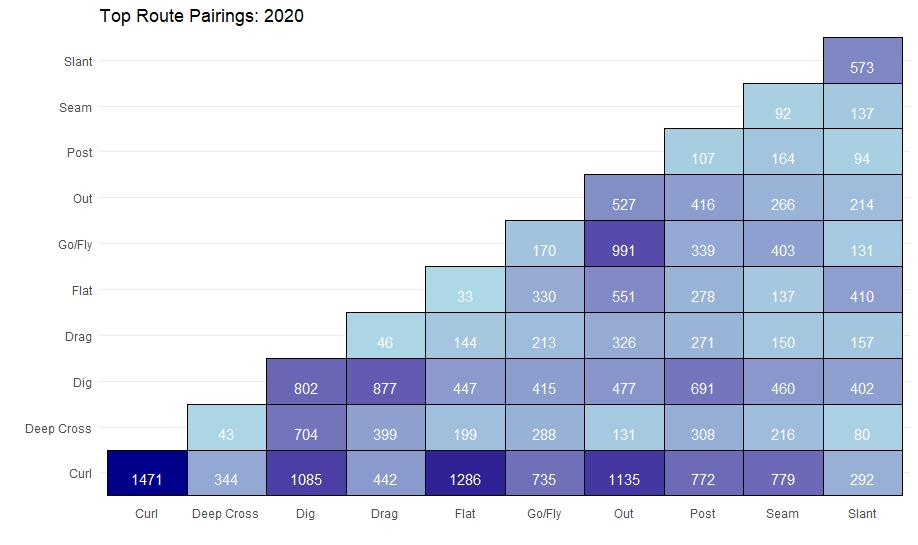 Top Route Pairings: 2020
Slant 573
Seam 92 137
Post 107 164 94
Out 527 416 266 214
Go/Fly 170 991 339 403 131
Flat 33 330 551 278 137 410
Drag 46 144 213 326 271 150 157
Dig 802 877 447 415 477 691 460 402
Deep Cross 43 704 399 199 288 131 308 216 80
Curl 1471 344 1085 442 1286 735 1135 772 779 292
Curl Deep Cross Dig Drag Flat Go/Fly Out Post Seam Slant